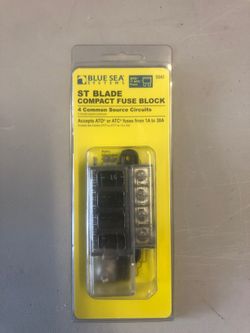 BLUE SEA
SYSTEMS
ST BLADE
COMPACT FUSE BLOCK
4 Common Source Circuits
Accepts ATO® or ATC® fuses from 1A to 30A